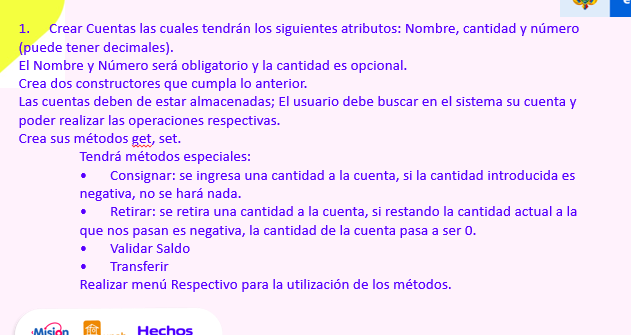 1. Crear Cuentas las cuales tendrán los siguientes atributos: Nombre, cantidad y número
(puede tener decimales).
El Nombre y Número será obligatorio y la cantidad es opcional.
Crea dos constructores que cumpla lo anterior.
Las cuentas deben de estar almacenadas; El usuario debe buscar en el sistema su cuenta y
poder realizar las operaciones respectivas.
Crea sus métodos get, set.
Tendrá métodos especiales:
• Consignar: se ingresa una cantidad a la cuenta, si la cantidad introducida es
negativa, no se hará nada.
• Retirar: se retira una cantidad a la cuenta, si restando la cantidad actual a la
que nos pasan es negativa, la cantidad de la cuenta pasa a ser 0.
• Validar Saldo
• Transferir
Realizar menú Respectivo para la utilización de los métodos.
Misión
Hechos